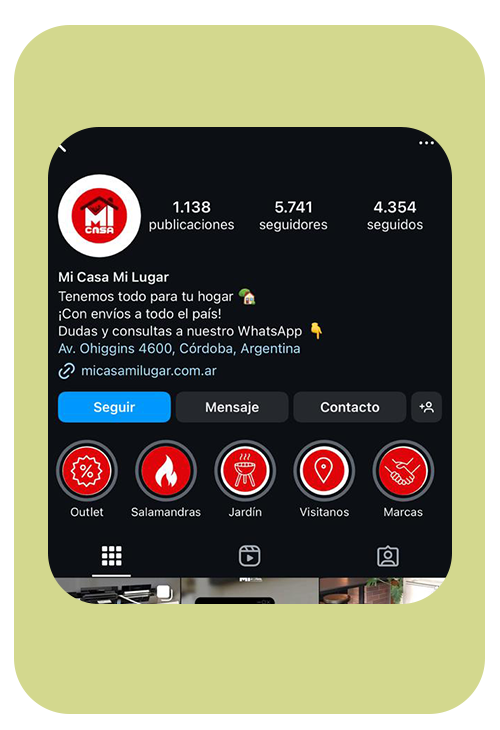 MI
CASA
1.138
5.741
4.354
publicaciones
seguidores
seguidos
Mi Casa Mi Lugar
Tenemos todo para tu hogar 🏡
¡Con envíos a todo el país!
Dudas y consultas a nuestro WhatsApp 👇
Av. Ohiggins 4600, Córdoba, Argentina
micasamilugar.com.ar
Seguir
Mensaje
Contacto
%
Outlet
Salamandras
Jardín
Visitanos
Marcas